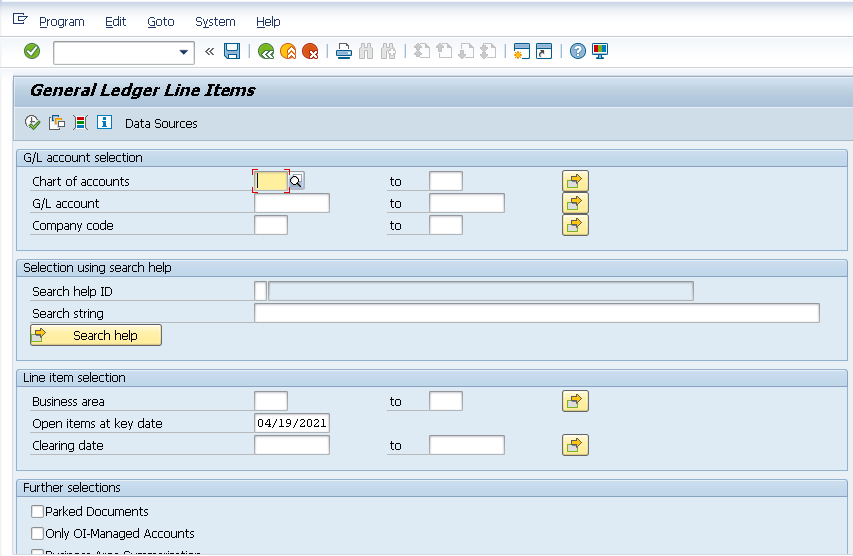 Program Edit Goto System Help
General Ledger Line Items
Data Sources
G/L account selection
Chart of accounts to
G/L account to
Company code to
Selection using search help
Search help ID
Search string
Search help
Line item selection
Business area to
Open items at key date 04/19/2021
Clearing date to
Further selections
Parked Documents
Only OI-Managed Accounts
Business Area Summarization